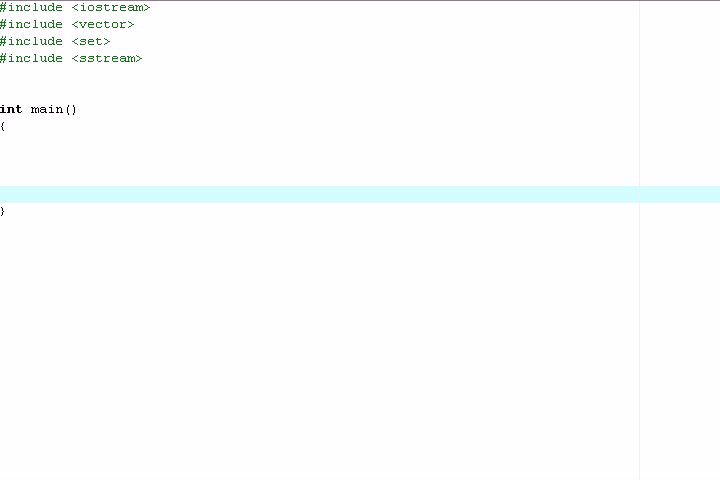 #include <iostream>
#include <vector>
#include <set>
#include <sstream>
int main()
{
}